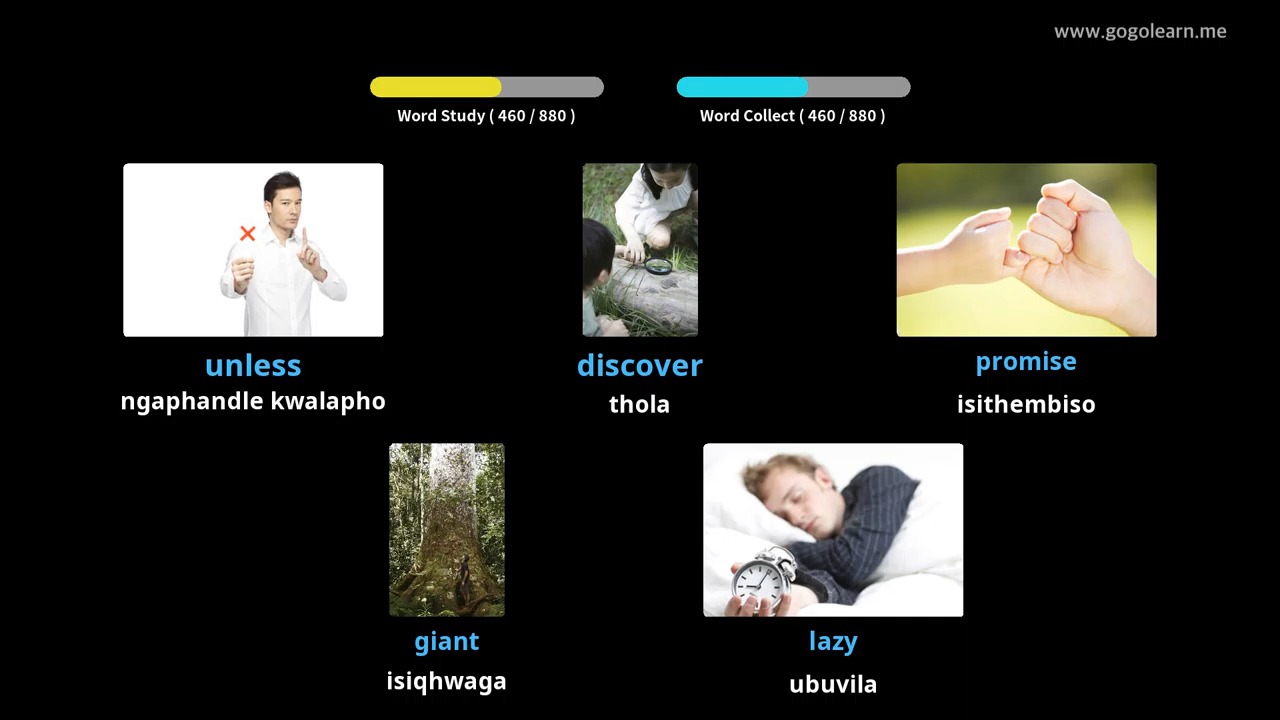 www.gogolearn.me
Word Study ( 460 / 880 )
Word Collect ( 460 / 880 )
unless
ngaphandle kwalapho
discover
thola
promise
isithembiso
giant
isiqhwaga
lazy
ubuvila